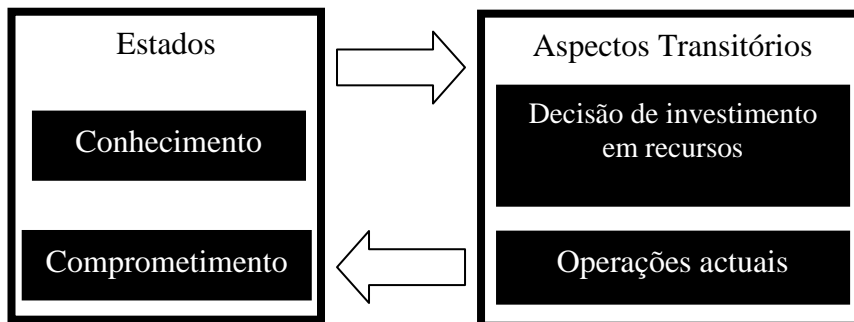 Estados
Conhecimento
Comprometimento
Aspectos Transitórios
Decisão de investimento
em recursos
Operações actuais